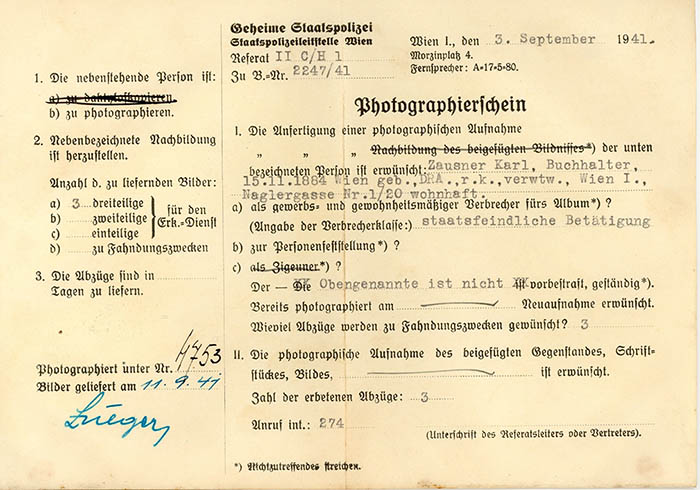 Geheime Staatspolizei
Staatspolizeileitstelle Wien
Referat II C/H 1
Zu B.-Nr. 2247/41
Wien I., den 3. September 1941.
Morzinplatz 4.
Fernsprecher: A-17-5-80.
1. Die nebenstehende Person ist:
a) zu daktyloskopieren.
b) zu photographieren.
2. Nebenbezeichnete Nachbildung
ist herzustellen.
Anzahl d. zu liefernden Bilder:
a) 3 dreiteilige
b) zweiteilige
c) einteilige
für den
Erk.-Dienst
d) zu Fahndungszwecken
3. Die Abzüge sind in
Tagen zu liefern.
Photographiert unter Nr. 4753
Bilder geliefert am 11. 9. 41.
Photographierschein
I. Die Anfertigung einer photographischen Aufnahme
" " " Nachbildung des beigefügten Bildnisses*) der unten
bezeichneten Person ist erwünscht: Zausner Karl, Buchhalter,
15.11.1884 Wien geb., DRA., r.k., verwtw., Wien I.,
Naglergasse Nr.1/20 wohnhaft.
a) als gewerbs- und gewohnheitsmäßiger Verbrecher fürs Album*) ?
(Angabe der Verbrecherklasse:) staatsfeindliche Betätigung
b) zur Personenfeststellung*) ?
c) als Zigeuner*) ?
Der — Die Obengenannte ist nicht ist vorbestraft, geständig*).
Bereits photographiert am Neuaufnahme erwünscht.
Wieviel Abzüge werden zu Fahndungszwecken gewünscht? 3
II. Die photographische Aufnahme des beigefügten Gegenstandes, Schrift-
stückes, Bildes, ist erwünscht.
Zahl der erbetenen Abzüge: 3
Anruf int.: 274
(Unterschrift des Referatsleiters oder Vertreters).
*) Nichtzutreffendes streichen.